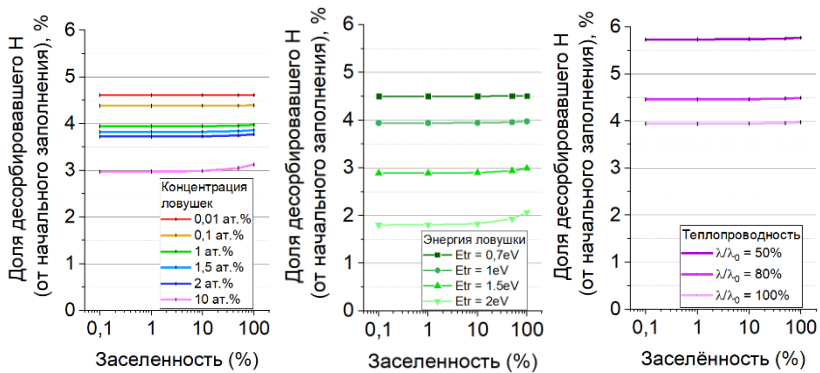 Доля десорбировавшего H
(от начального заполнения), %
6
5
4
3
2
1
0
Концентрация
ловушек
0,01 ат.%
0,1 ат.%
1 ат.%
1,5 ат.%
2 ат.%
10 ат.%
0,1
1
10
100
Заселенность (%)
Доля десорбировавшего H
(от начального заполнения), %
6
5
4
3
2
1
0
Энергия ловушки
Etr = 0,7eV
Etr = 1eV
Etr = 1.5eV
Etr = 2eV
0,1
1
10
100
Заселенность (%)
Доля десорбировавшего H
(от начального заполнения), %
6
5
4
3
2
1
0
Теплопроводность
λ/λ₀ = 50%
λ/λ₀ = 80%
λ/λ₀ = 100%
0,1
1
10
100
Заселённость (%)